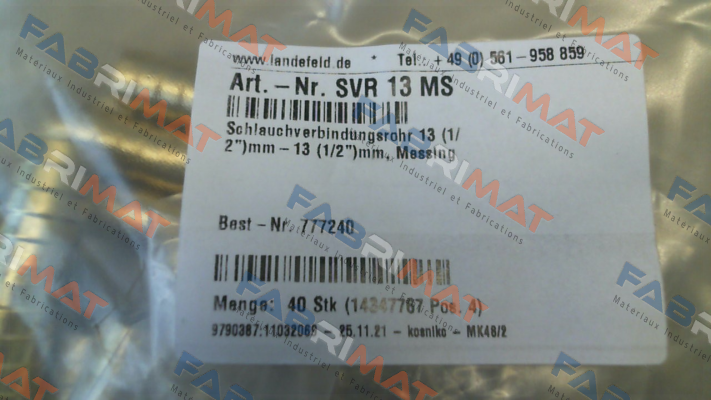 www.landefeld.de * Tel. +49 (0) 561-958 859
Art.-Nr. SVR 13 MS
Schlauchverbindungsrohr 13 (1/
2")mm-13 (1/2")mm, Messing
Best-Nr. 777240
Menge: 40 Stk (14347767 Pos. 4)
25.11.21 - kosniko - MK48/2
FABRIMAT
Materiaux Industriel et Fabrications